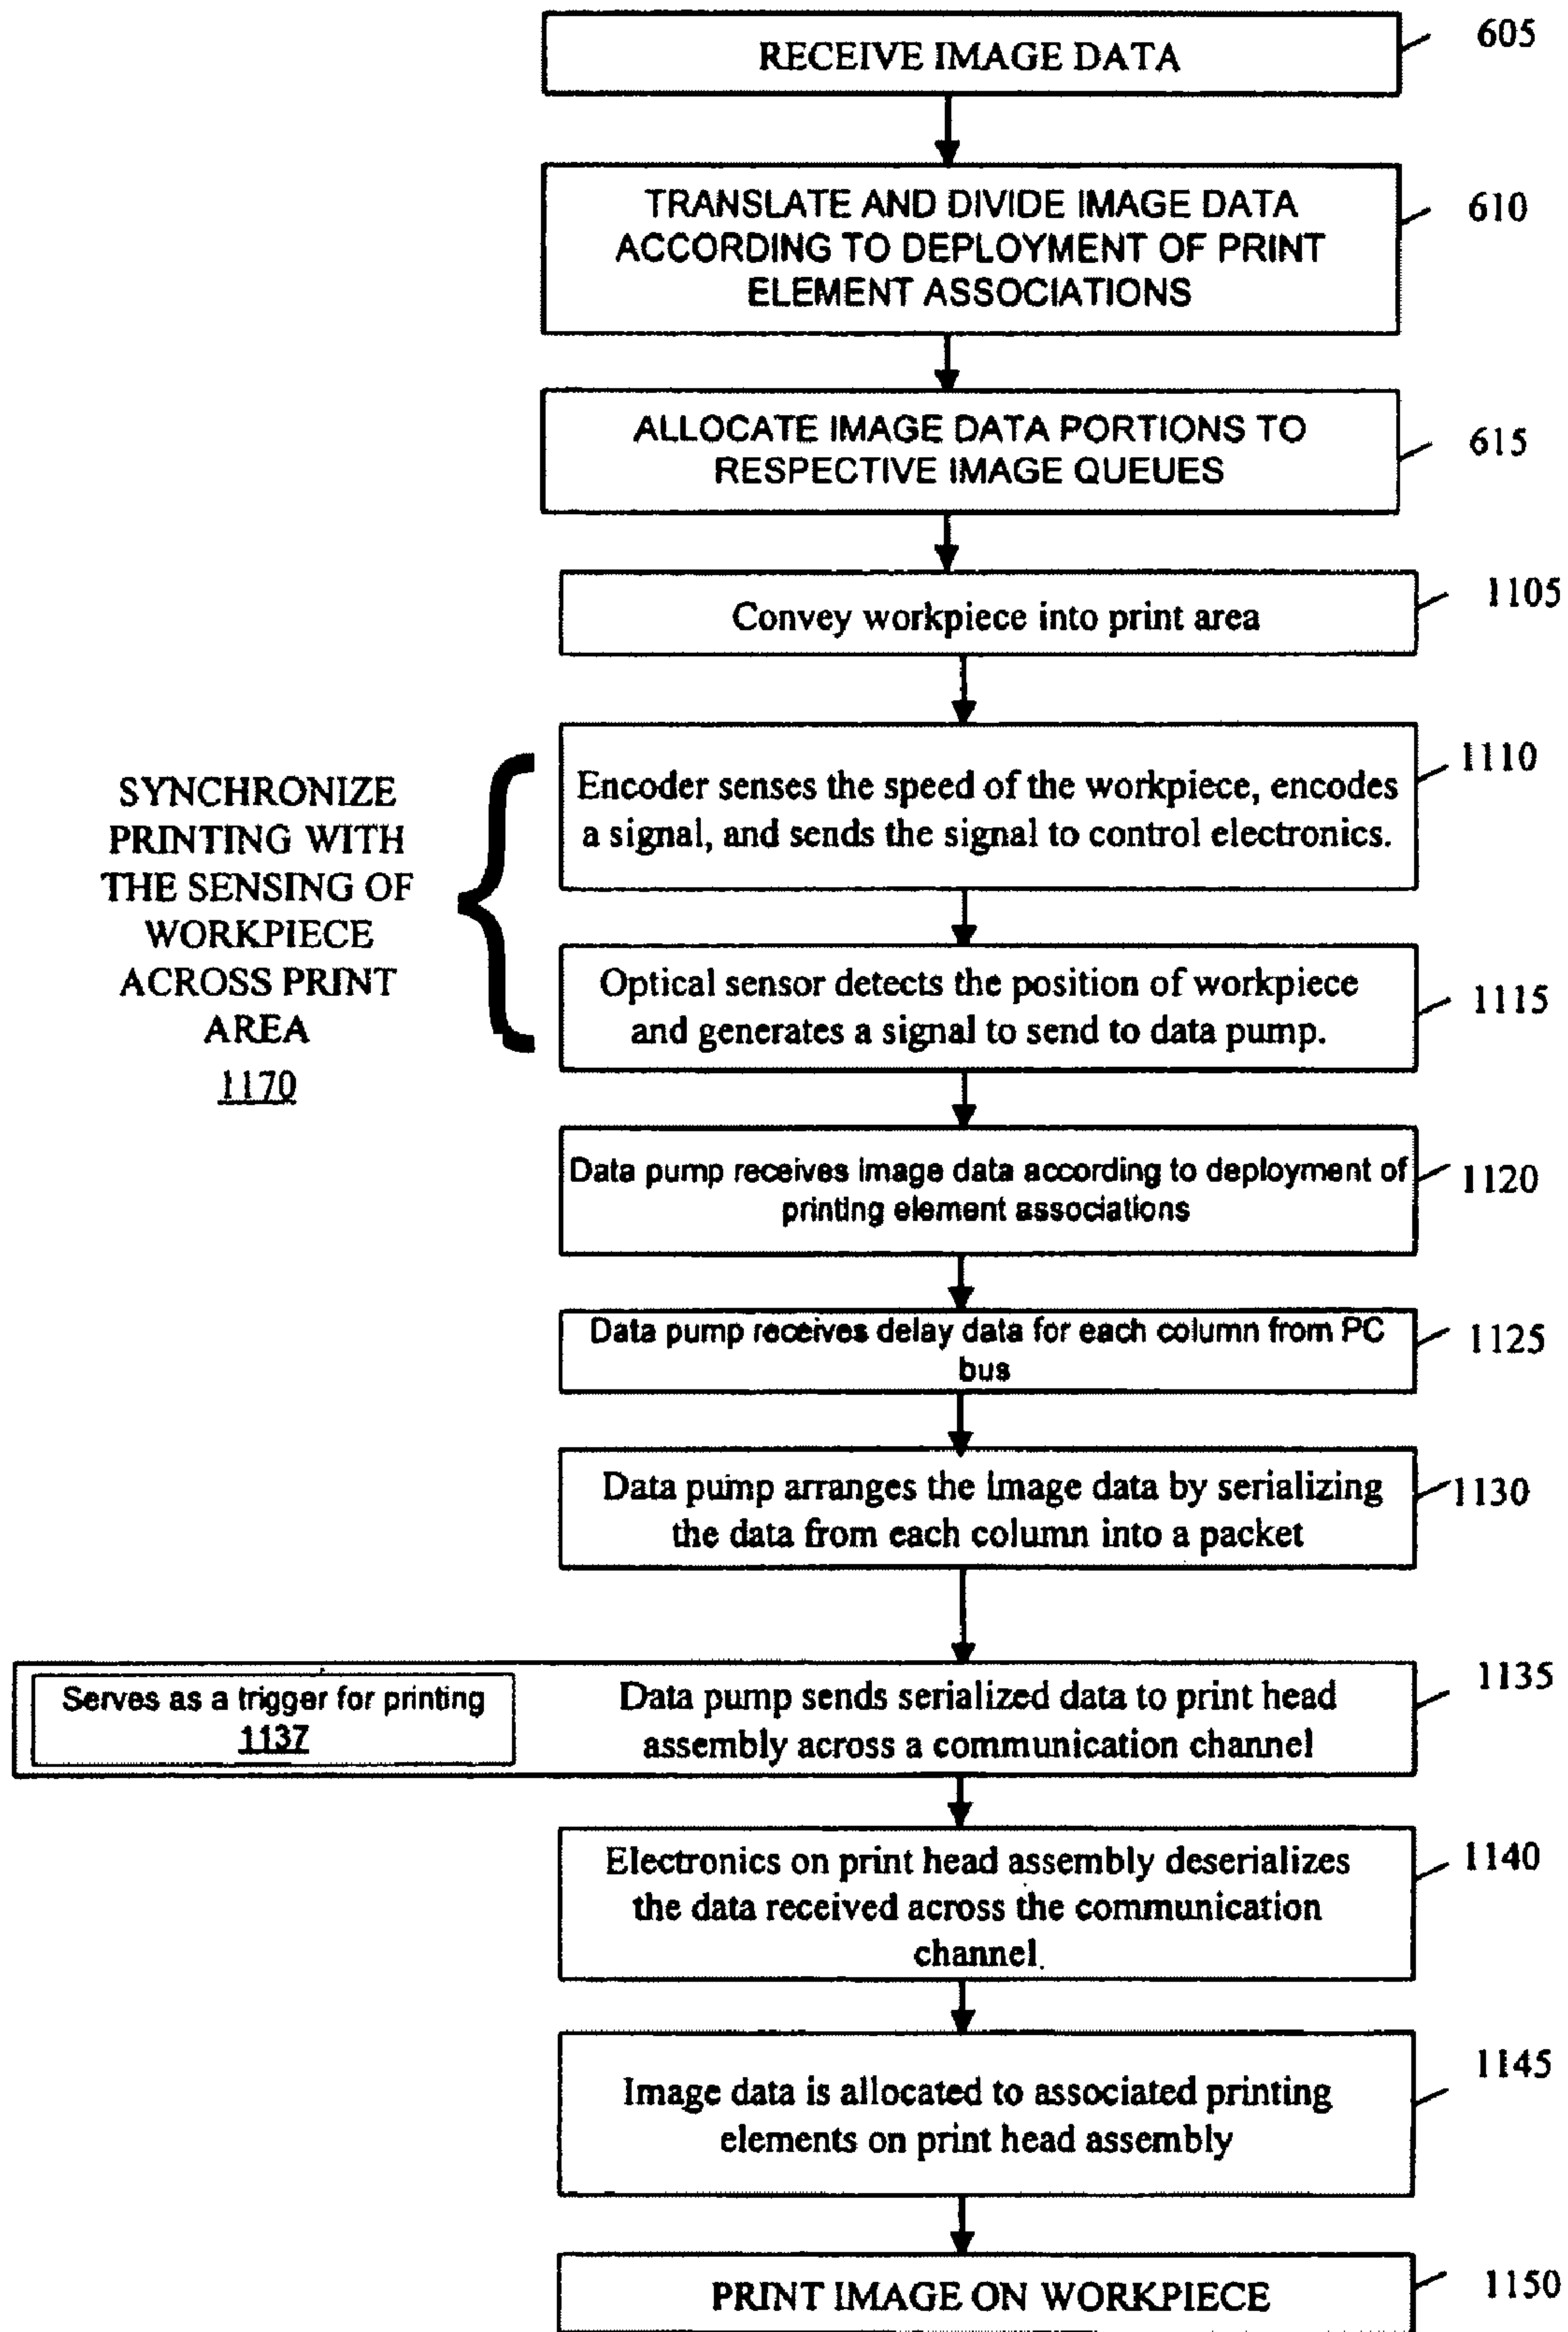 RECEIVE IMAGE DATA
605
TRANSLATE AND DIVIDE IMAGE DATA
ACCORDING TO DEPLOYMENT OF PRINT
ELEMENT ASSOCIATIONS
610
ALLOCATE IMAGE DATA PORTIONS TO
RESPECTIVE IMAGE QUEUES
615
Convey workpiece into print area
1105
SYNCHRONIZE
PRINTING WITH
THE SENSING OF
WORKPIECE
ACROSS PRINT
AREA
1170
Encoder senses the speed of the workpiece, encodes
a signal, and sends the signal to control electronics.
1110
Optical sensor detects the position of workpiece
and generates a signal to send to data pump.
1115
Data pump receives image data according to deployment of
printing element associations
1120
Data pump receives delay data for each column from PC
bus
1125
Data pump arranges the image data by serializing
the data from each column into a packet
1130
Serves as a trigger for printing
1137
Data pump sends serialized data to print head
assembly across a communication channel
1135
Electronics on print head assembly deserializes
the data received across the communication
channel.
1140
Image data is allocated to associated printing
elements on print head assembly
1145
PRINT IMAGE ON WORKPIECE
1150